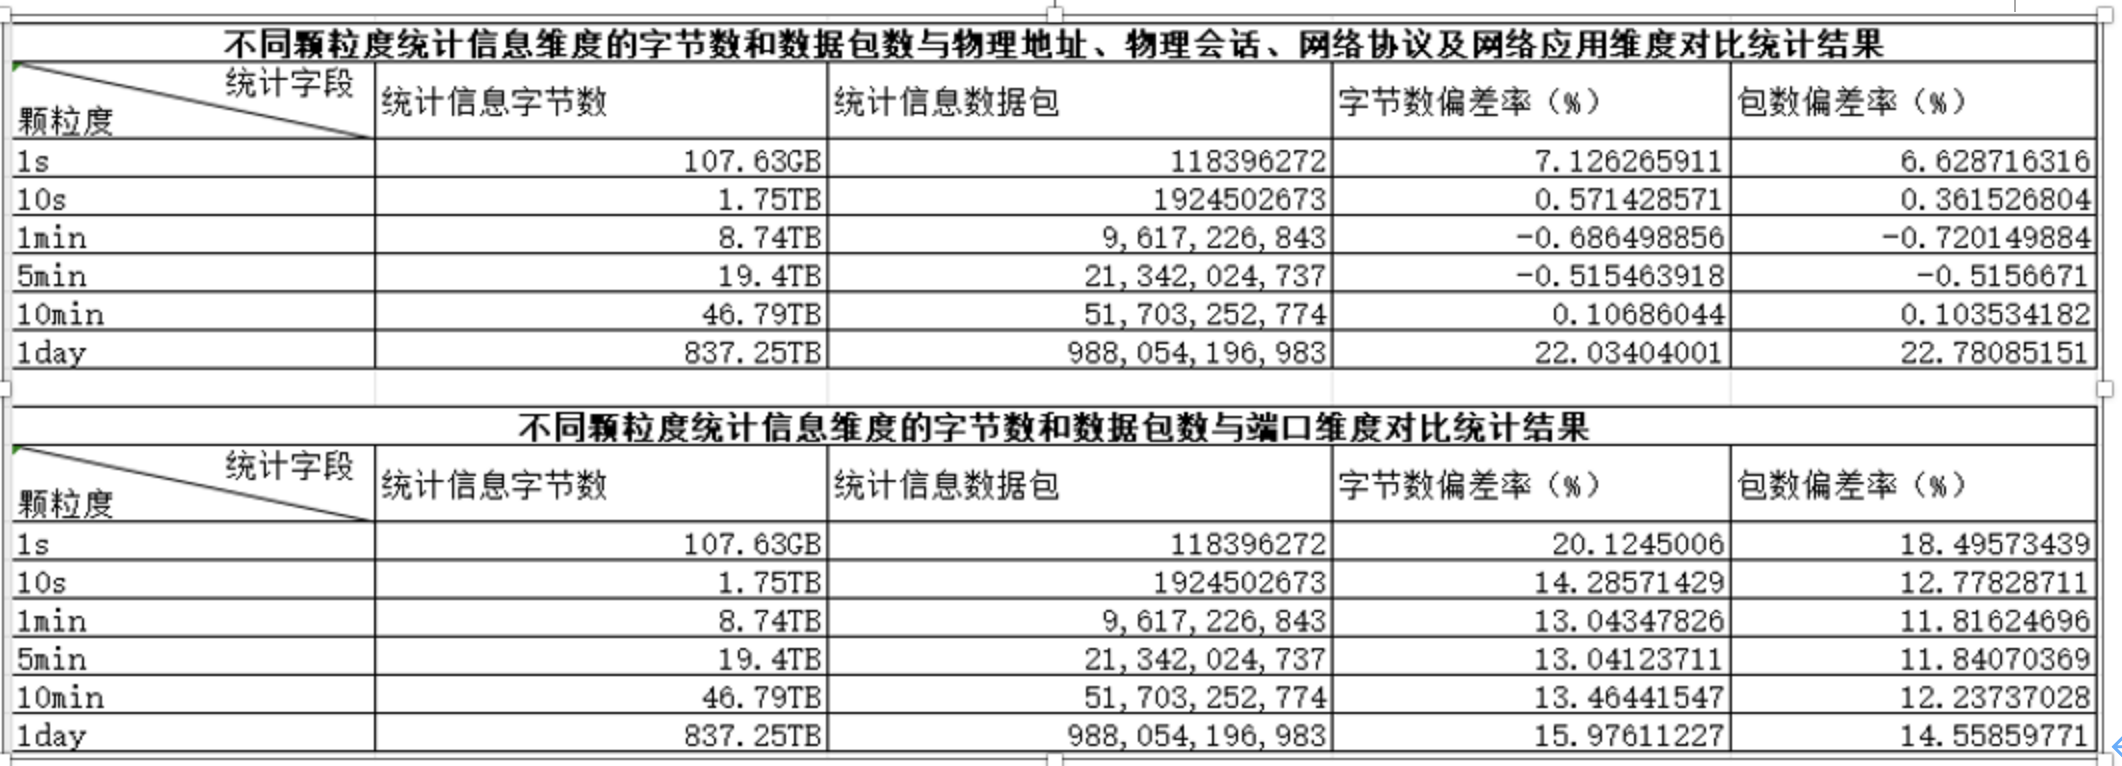 不同颗粒度统计信息维度的字节数和数据包数与物理地址、物理会话、网络协议及网络应用维度对比统计结果
统计字段
颗粒度 统计信息字节数 统计信息数据包 字节数偏差率（%） 包数偏差率（%）
1s 107.63GB 118396272 7.126265911 6.628716316
10s 1.75TB 1924502673 0.571428571 0.361526804
1min 8.74TB 9,617,226,843 -0.686498856 -0.720149884
5min 19.4TB 21,342,024,737 -0.515463918 -0.5156671
10min 46.79TB 51,703,252,774 0.10686044 0.103534182
1day 837.25TB 988,054,196,983 22.03404001 22.78085151
不同颗粒度统计信息维度的字节数和数据包数与端口维度对比统计结果
统计字段
颗粒度 统计信息字节数 统计信息数据包 字节数偏差率（%） 包数偏差率（%）
1s 107.63GB 118396272 20.1245006 18.49573439
10s 1.75TB 1924502673 14.28571429 12.77828711
1min 8.74TB 9,617,226,843 13.04347826 11.81624696
5min 19.4TB 21,342,024,737 13.04123711 11.84070369
10min 46.79TB 51,703,252,774 13.46441547 12.23737028
1day 837.25TB 988,054,196,983 15.97611227 14.55859771